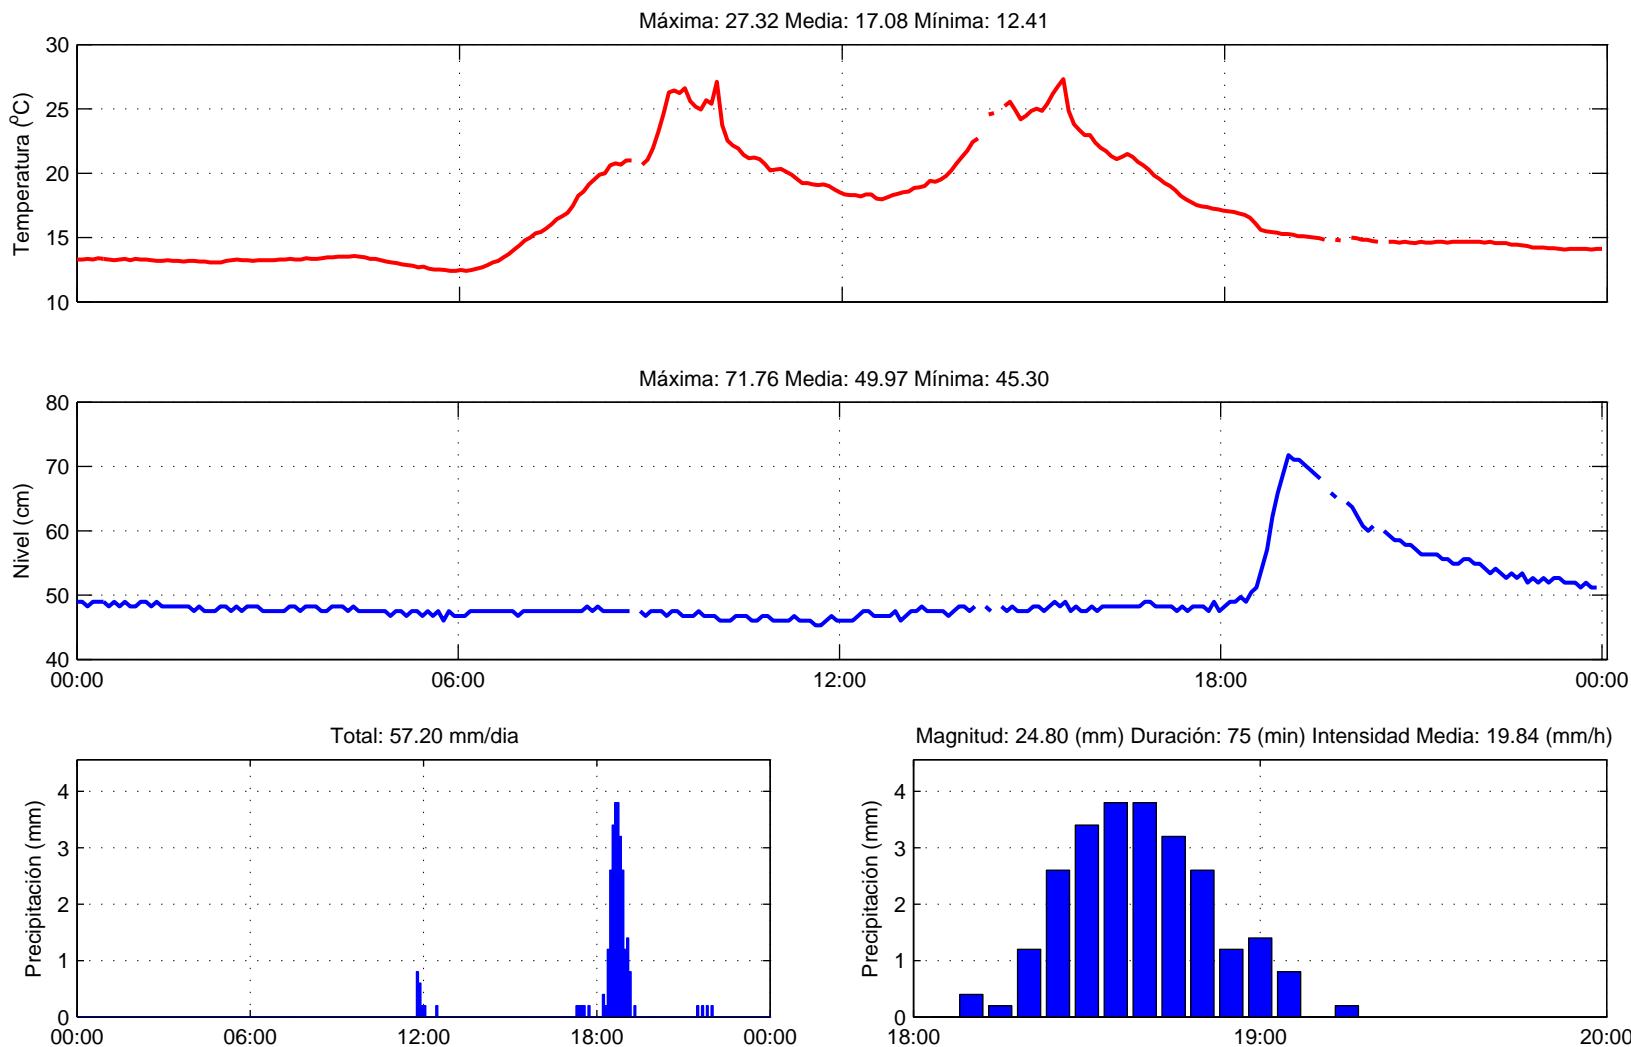 Máxima: 27.32 Media: 17.08 Mínima: 12.41
30
25
20
15
10
Temperatura (°C)
Máxima: 71.76 Media: 49.97 Mínima: 45.30
80
70
60
50
40
Nivel (cm)
00:00 06:00 12:00 18:00 00:00
Total: 57.20 mm/dia
4
3
2
1
0
Precipitación (mm)
00:00 06:00 12:00 18:00 00:00
Magnitud: 24.80 (mm) Duración: 75 (min) Intensidad Media: 19.84 (mm/h)
4
3
2
1
0
Precipitación (mm)
18:00 19:00 20:00